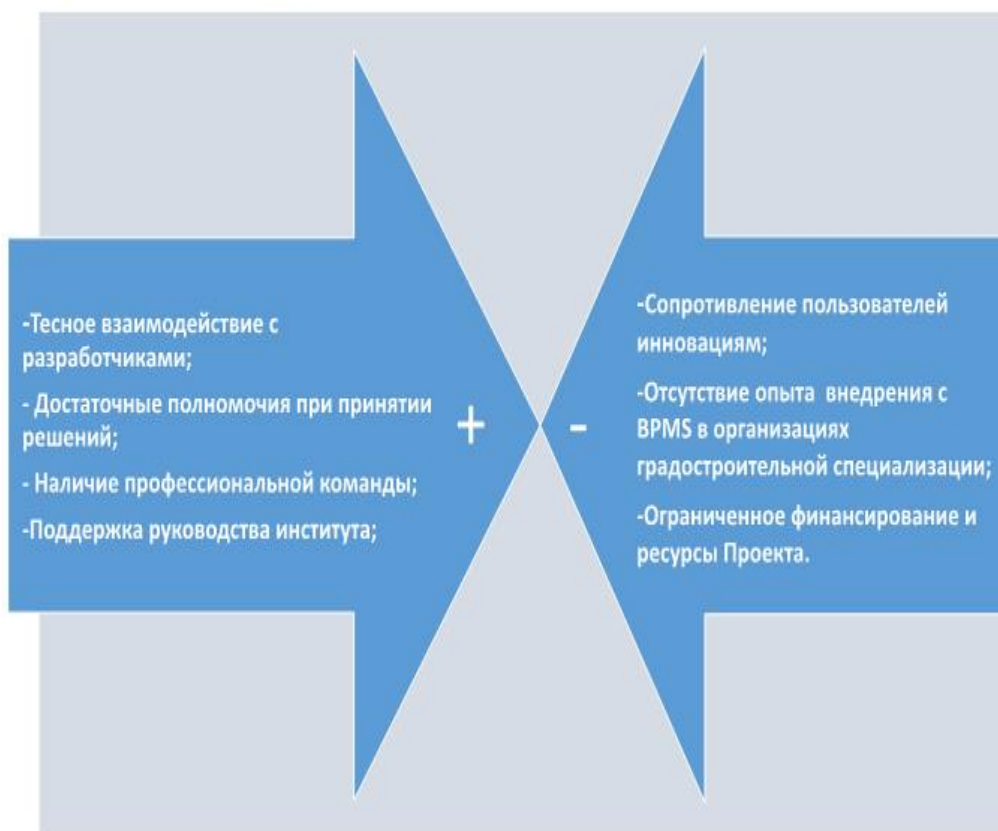 -Тесное взаимодействие с
разработчиками;
- Достаточные полномочия при принятии
решений;
- Наличие профессиональной команды;
-Поддержка руководства института;
+
-
-Сопротивление пользователей
инновациям;
-Отсутствие опыта  внедрения с
BPMS в организациях
градостроительной специализации;
-Ограниченное финансирование и
ресурсы Проекта.